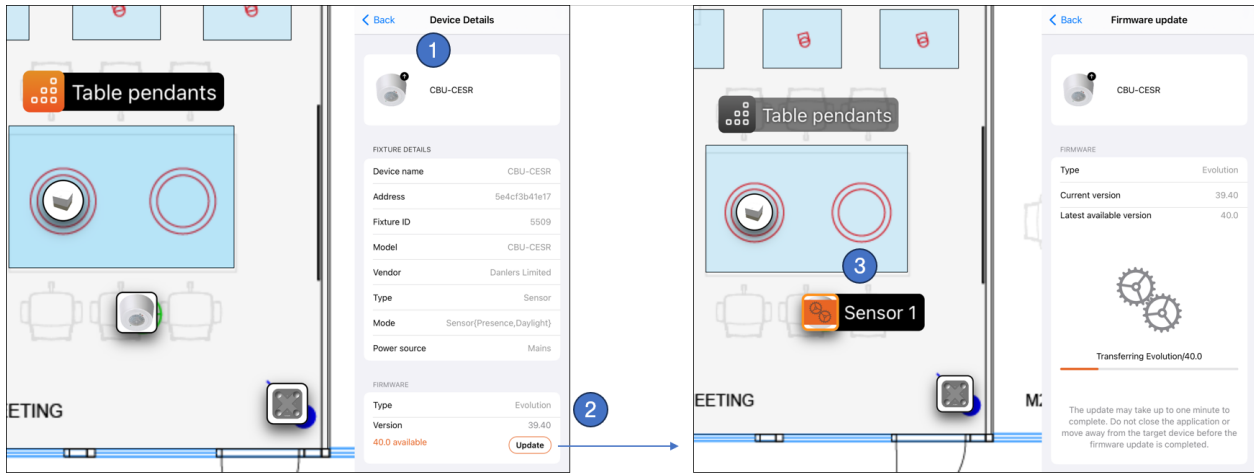 Back
Device Details
1
CBU-CESR
Table pendants
FIXTURE DETAILS
Device name CBU-CESR
Address 5e4cf3b41e17
Fixture ID 5509
Model CBU-CESR
Vendor Danlers Limited
Type Sensor
Mode Sensor{Presence,Daylight}
Power source Mains
FIRMWARE
Type Evolution
Version 39.40
40.0 available Update
ETING
2
Back
Firmware update
CBU-CESR
Table pendants
FIRMWARE
Type Evolution
Current version 39.40
Latest available version 40.0
3
Sensor 1
Transferring Evolution/40.0
EETING
The update may take up to one minute to
complete. Do not close the application or
move away from the target device before the
firmware update is completed.